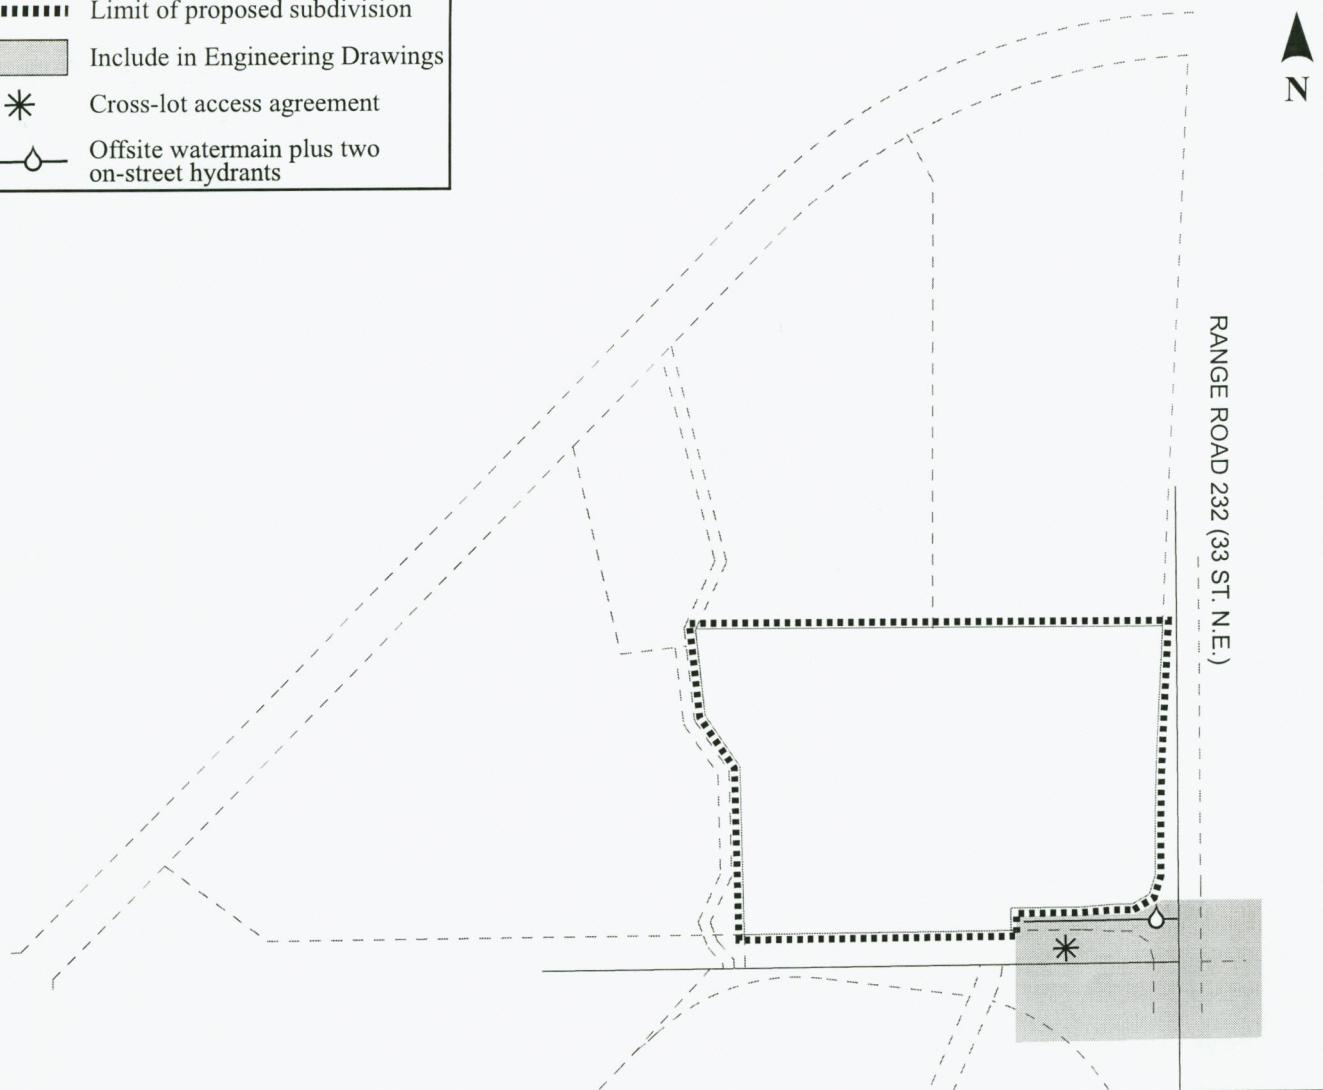 Limit of proposed subdivision
Include in Engineering Drawings
Cross-lot access agreement
Offsite watermain plus two
on-street hydrants
N
RANGE ROAD 232 (33 ST. N.E.)